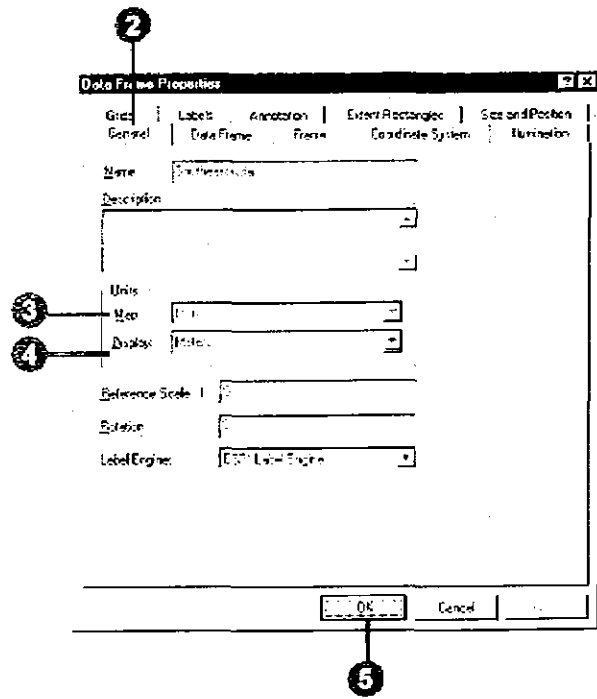 2
Data Frame Properties
Grids Labels Annotation Extent Rectangles Size and Position
General Data Frame Frame Coordinate System Illumination
Name
Description
Units
3
Map:
4
Display: Meters
Reference Scale 1:
Rotation
Label Engine: ESRI Label Engine
OK Cancel
5